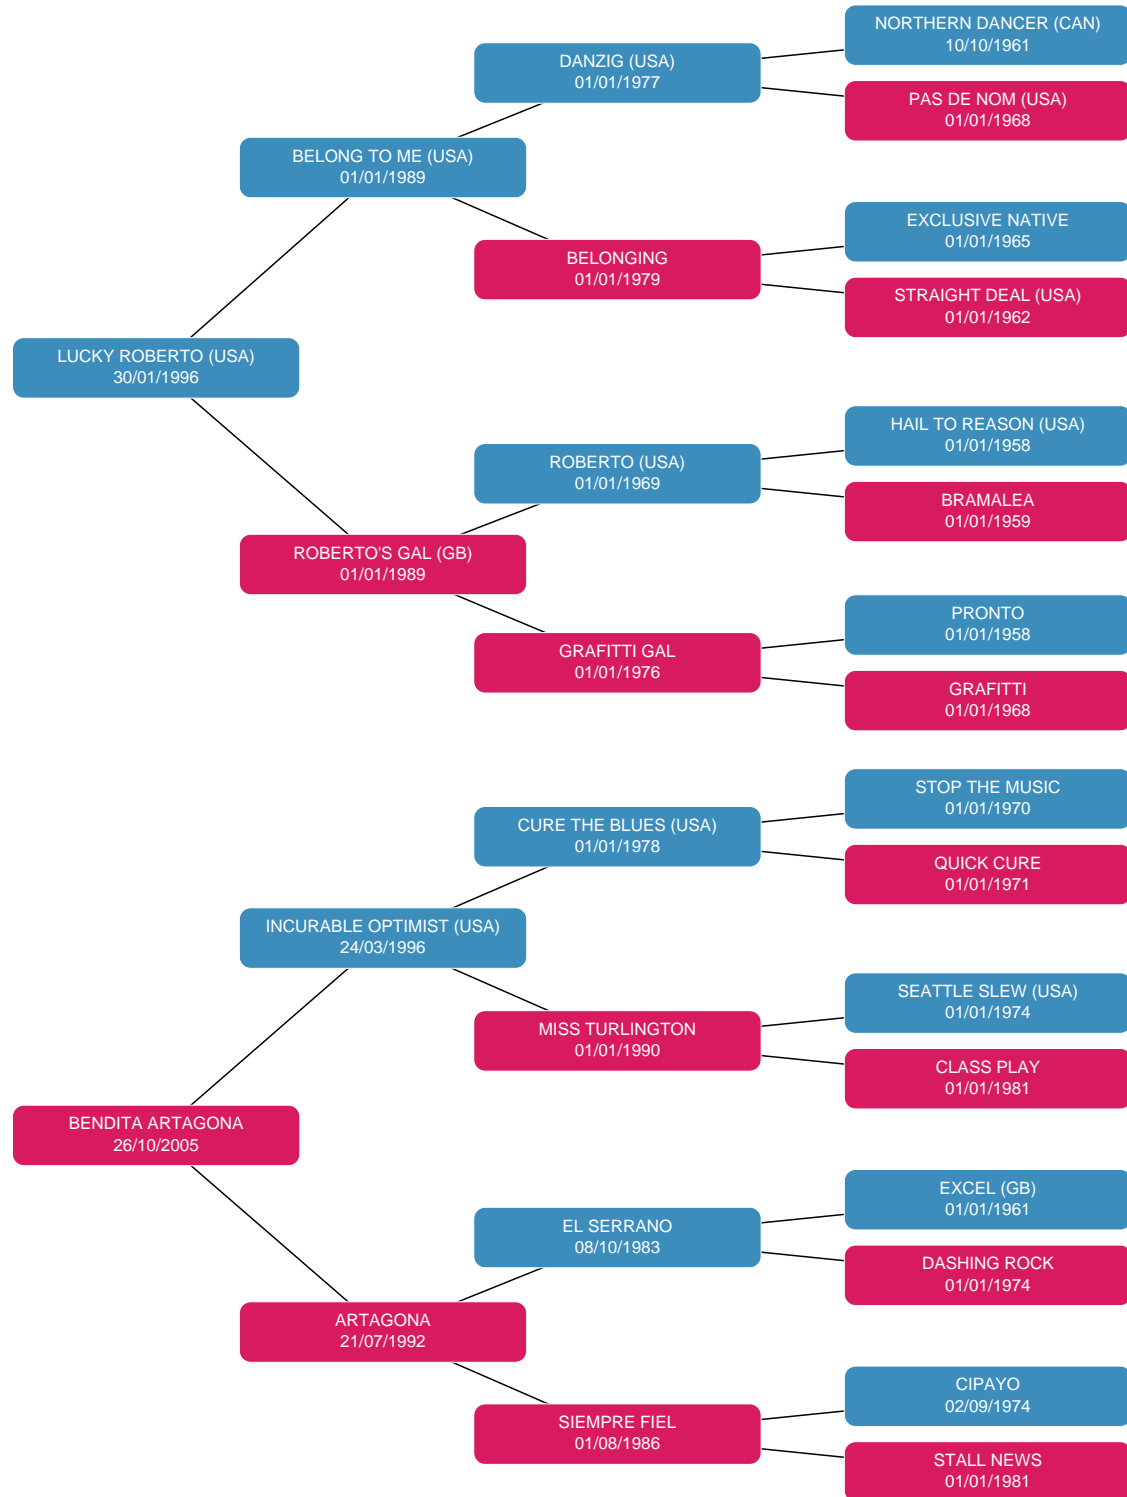 NORTHERN DANCER (CAN)
10/10/1961
DANZIG (USA)
01/01/1977
PAS DE NOM (USA)
01/01/1968
BELONG TO ME (USA)
01/01/1989
EXCLUSIVE NATIVE
01/01/1965
BELONGING
01/01/1979
STRAIGHT DEAL (USA)
01/01/1962
LUCKY ROBERTO (USA)
30/01/1996
HAIL TO REASON (USA)
01/01/1958
ROBERTO (USA)
01/01/1969
BRAMALEA
01/01/1959
ROBERTO'S GAL (GB)
01/01/1989
PRONTO
01/01/1958
GRAFITTI GAL
01/01/1976
GRAFITTI
01/01/1968
STOP THE MUSIC
01/01/1970
CURE THE BLUES (USA)
01/01/1978
QUICK CURE
01/01/1971
INCURABLE OPTIMIST (USA)
24/03/1996
SEATTLE SLEW (USA)
01/01/1974
MISS TURLINGTON
01/01/1990
CLASS PLAY
01/01/1981
BENDITA ARTAGONA
26/10/2005
EXCEL (GB)
01/01/1961
EL SERRANO
08/10/1983
DASHING ROCK
01/01/1974
ARTAGONA
21/07/1992
CIPAYO
02/09/1974
SIEMPRE FIEL
01/08/1986
STALL NEWS
01/01/1981